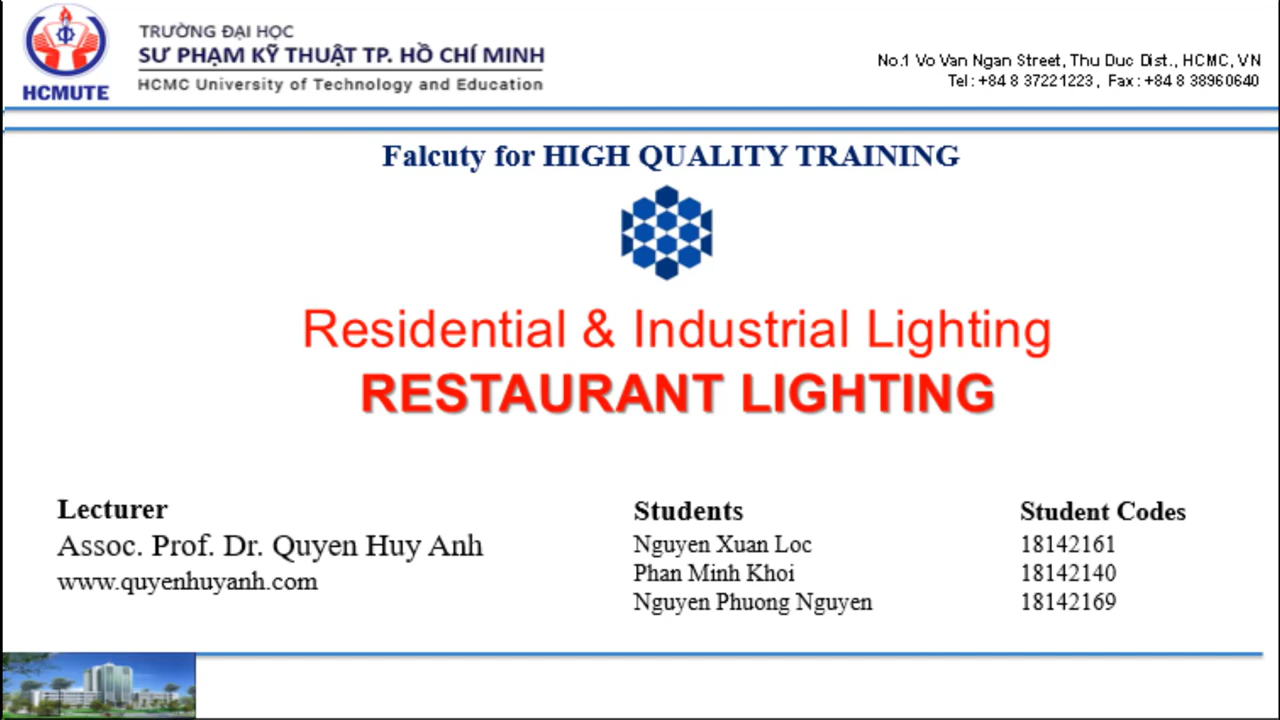 TRƯỜNG ĐẠI HỌC
SƯ PHẠM KỸ THUẬT TP. HỒ CHÍ MINH
HCMC University of Technology and Education
HCMUTE
No.1 Vo Van Ngan Street, Thu Duc Dist., HCMC, VN
Tel : +84 8 37221223 , Fax : +84 8 38960640
Falcuty for HIGH QUALITY TRAINING
Residential & Industrial Lighting
RESTAURANT LIGHTING
Lecturer
Assoc. Prof. Dr. Quyen Huy Anh
www.quyenhuyanh.com
Students Student Codes
Nguyen Xuan Loc 18142161
Phan Minh Khoi 18142140
Nguyen Phuong Nguyen 18142169